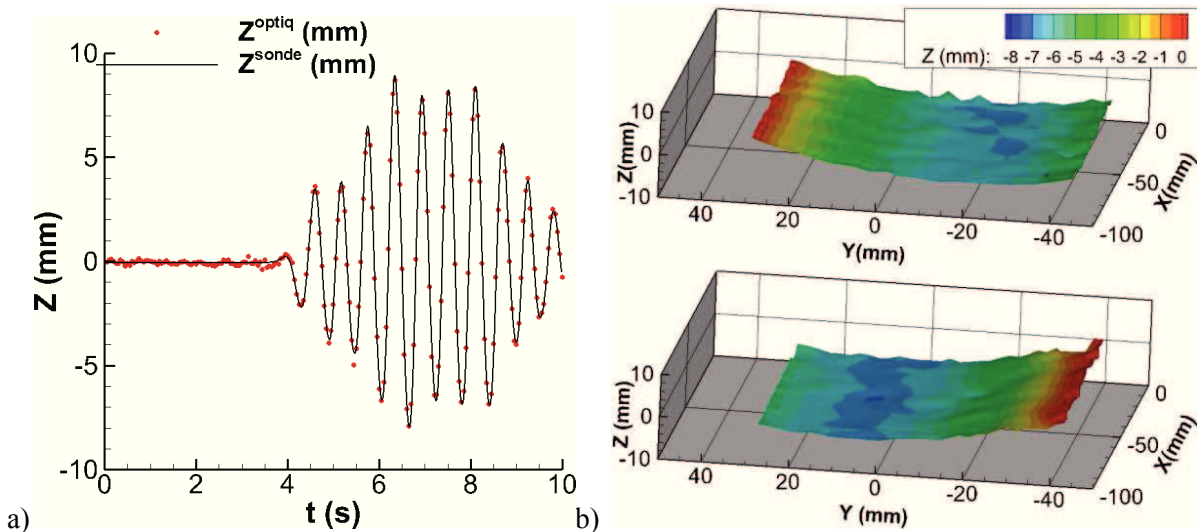 Z^optiq (mm)
Z^sonde (mm)
10
5
0
-5
-10
Z (mm)
0 2 4 6 8 10
t (s)
a)
Z (mm): -8 -7 -6 -5 -4 -3 -2 -1 0
10
0
-10
Z(mm)
40 20 0 -20 -40
Y(mm)
0
-50
-100
X(mm)
10
0
-10
Z (mm)
40 20 0 -20 -40
Y (mm)
0
-50
-100
X(mm)
b)